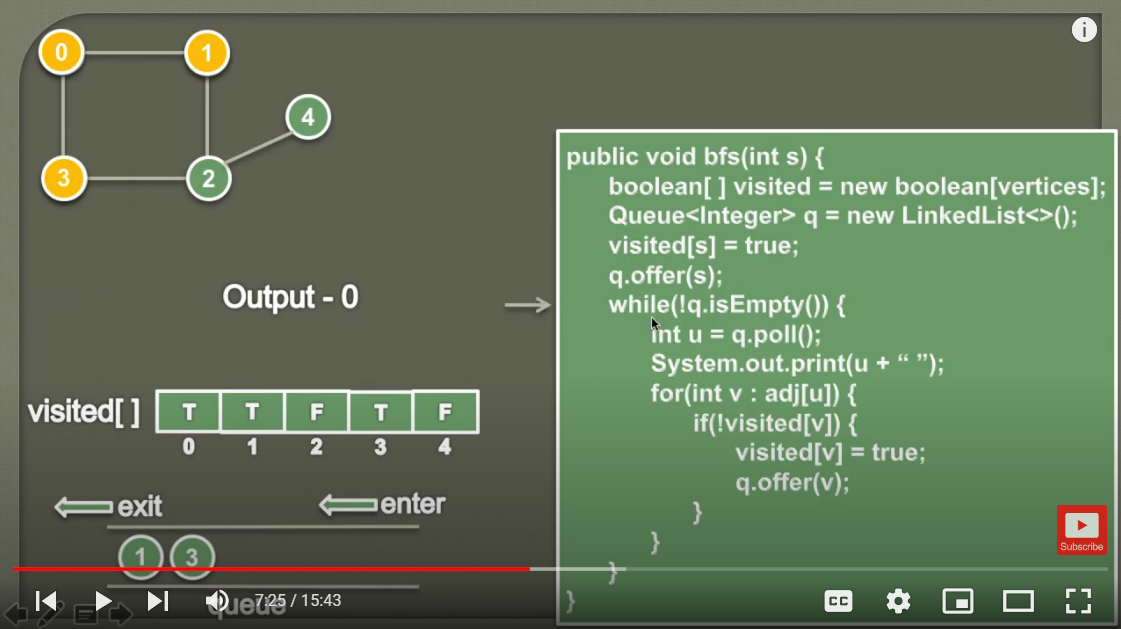 0 1
4
3 2
Output - 0
visited[ ] T T F T F
0 1 2 3 4
exit enter
1 3
queue
public void bfs(int s) {
boolean[ ] visited = new boolean[vertices];
Queue<Integer> q = new LinkedList<>();
visited[s] = true;
q.offer(s);
while(!q.isEmpty()) {
int u = q.poll();
System.out.print(u + “ ”);
for(int v : adj[u]) {
if(!visited[v]) {
visited[v] = true;
q.offer(v);
}
}
}
}
i
Subscribe
7:25 / 15:43
CC